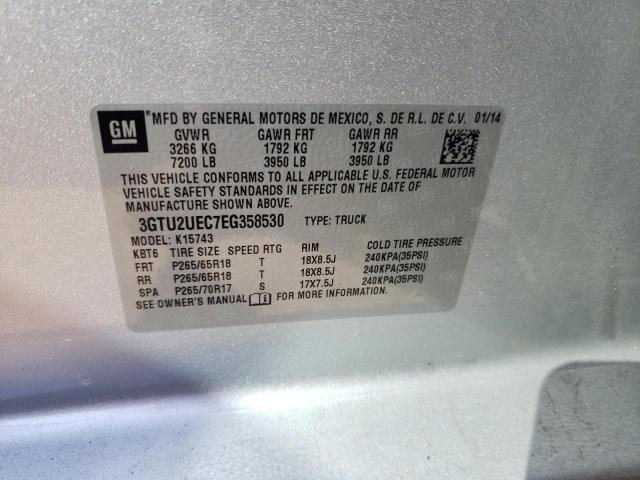 GM
MFD BY GENERAL MOTORS DE MEXICO, S. DE R.L. DE C.V. 01/14
GVWR GAWR FRT GAWR RR
3266 KG 1792 KG 1792 KG
7200 LB 3950 LB 3950 LB
THIS VEHICLE CONFORMS TO ALL APPLICABLE U.S. FEDERAL MOTOR
VEHICLE SAFETY STANDARDS IN EFFECT ON THE DATE OF
MANUFACTURE SHOWN ABOVE.
3GTU2UEC7EG358530 TYPE: TRUCK
MODEL: K15743
KBT6 TIRE SIZE SPEED RTG RIM COLD TIRE PRESSURE
FRT P265/65R18 T 18X8.5J 240KPA(35PSI)
RR P265/65R18 T 18X8.5J 240KPA(35PSI)
SPA P265/70R17 S 17X7.5J 240KPA(35PSI)
SEE OWNER'S MANUAL i FOR MORE INFORMATION.